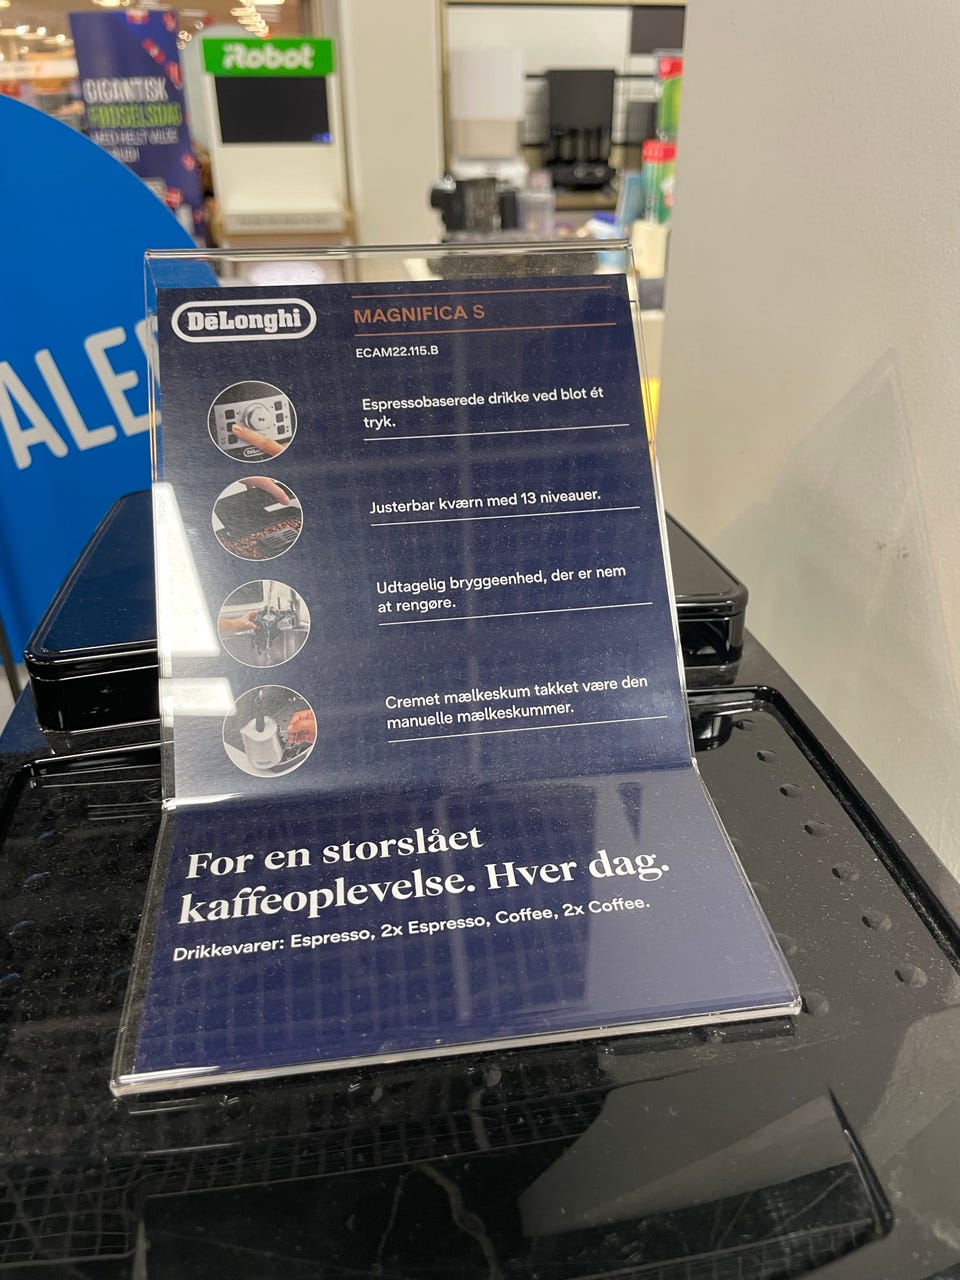 iRobot
GIGANTISK
FØDSELSDAG
ALE
DeLonghi
MAGNIFICA S
ECAM22.115.B
Espressobaserede drikke ved blot ét
tryk.
Justerbar kværn med 13 niveauer.
Udtagelig bryggeenhed, der er nem
at rengøre.
Cremet mælkeskum takket være den
manuelle mælkeskummer.
For en storslået
kaffeoplevelse. Hver dag.
Drikkevarer: Espresso, 2x Espresso, Coffee, 2x Coffee.